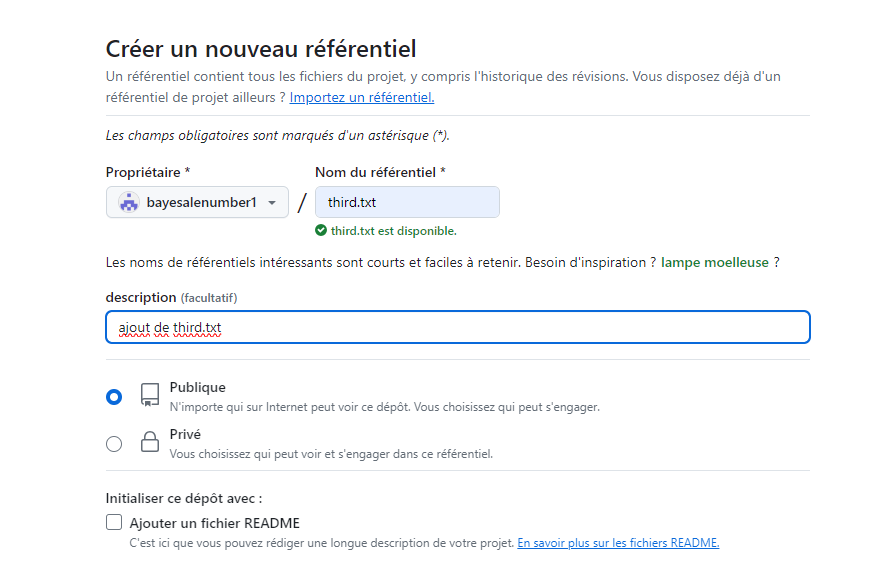 Créer un nouveau référentiel
Un référentiel contient tous les fichiers du projet, y compris l'historique des révisions. Vous disposez déjà d'un
référentiel de projet ailleurs ? Importez un référentiel.
Les champs obligatoires sont marqués d'un astérisque (*).
Propriétaire * Nom du référentiel *
bayesalenumber1 / third.txt
third.txt est disponible.
Les noms de référentiels intéressants sont courts et faciles à retenir. Besoin d'inspiration ? lampe moelleuse ?
description (facultatif)
ajout de third.txt
Publique
N'importe qui sur Internet peut voir ce dépôt. Vous choisissez qui peut s'engager.
Privé
Vous choisissez qui peut voir et s'engager dans ce référentiel.
Initialiser ce dépôt avec :
Ajouter un fichier README
C'est ici que vous pouvez rédiger une longue description de votre projet. En savoir plus sur les fichiers README.